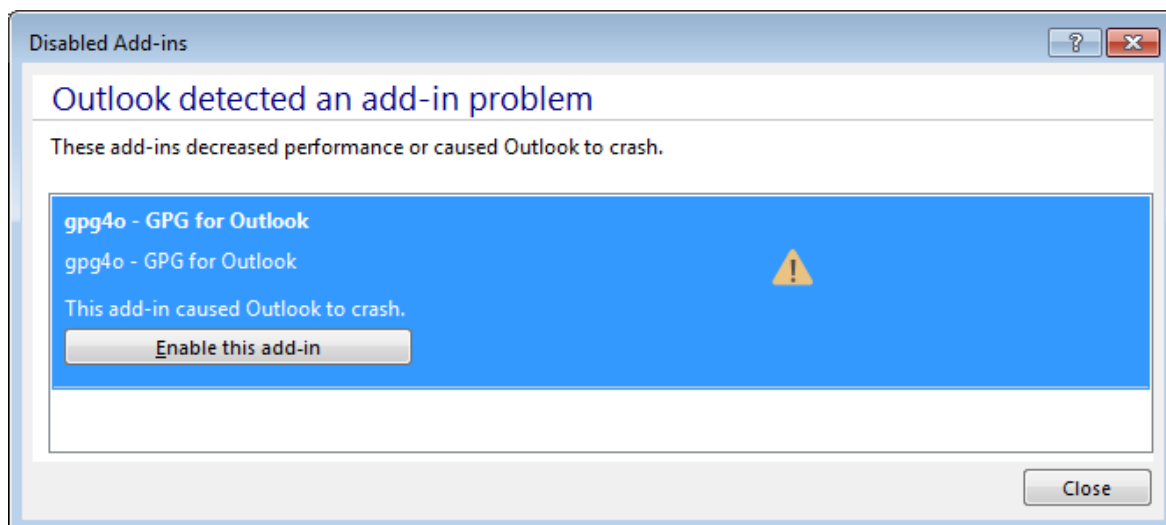 Disabled Add-ins
?
Outlook detected an add-in problem
These add-ins decreased performance or caused Outlook to crash.
gpg4o - GPG for Outlook
gpg4o - GPG for Outlook
This add-in caused Outlook to crash.
Enable this add-in
Close